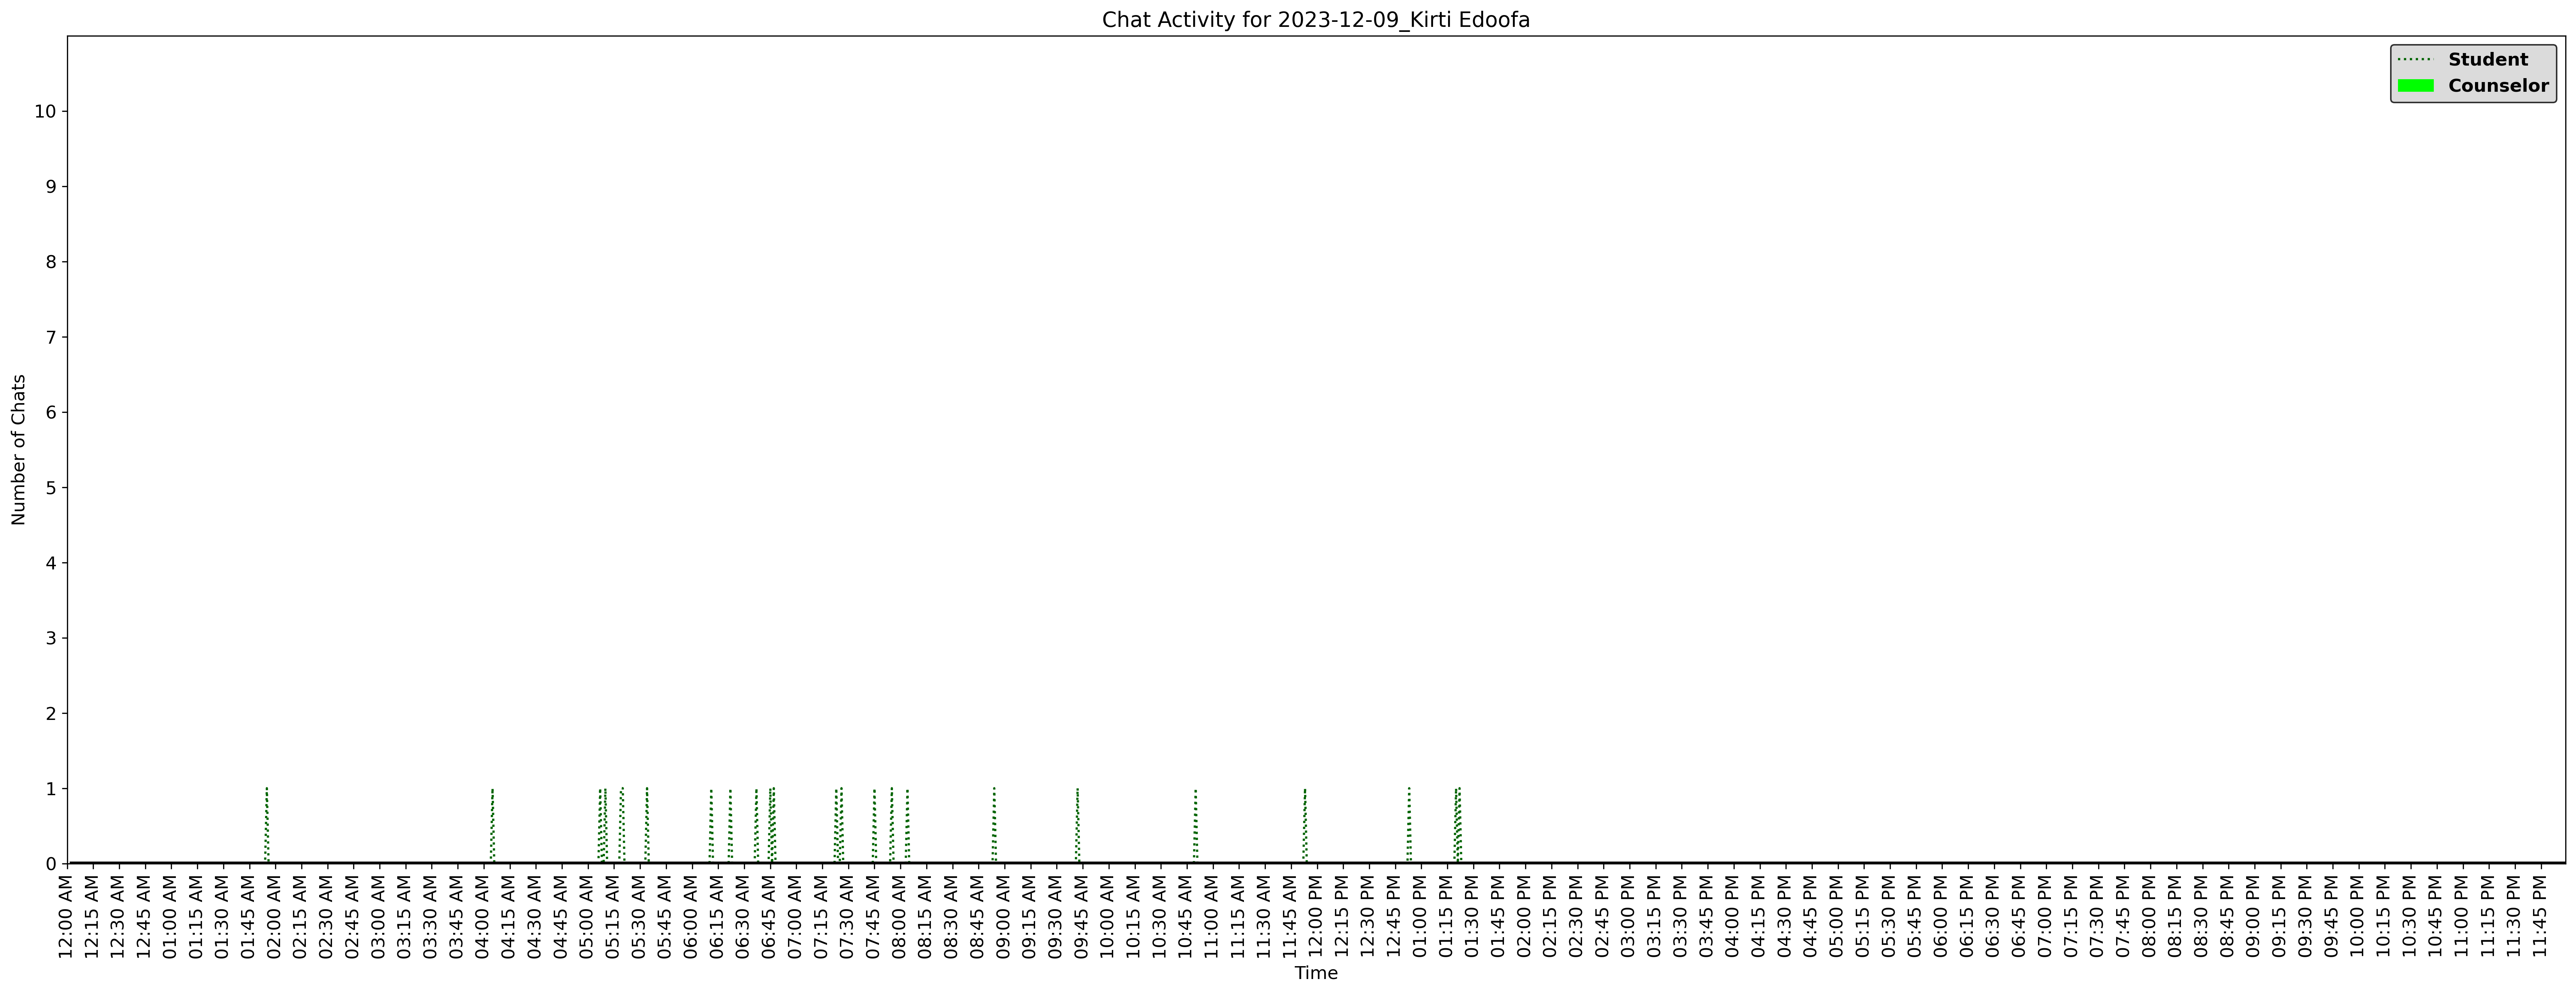 Chat Activity for 2023-12-09_Kirti Edoofa
Student
Counselor
Number of Chats
10
9
8
7
6
5
4
3
2
1
0
12:00 AM
12:15 AM
12:30 AM
12:45 AM
01:00 AM
01:15 AM
01:30 AM
01:45 AM
02:00 AM
02:15 AM
02:30 AM
02:45 AM
03:00 AM
03:15 AM
03:30 AM
03:45 AM
04:00 AM
04:15 AM
04:30 AM
04:45 AM
05:00 AM
05:15 AM
05:30 AM
05:45 AM
06:00 AM
06:15 AM
06:30 AM
06:45 AM
07:00 AM
07:15 AM
07:30 AM
07:45 AM
08:00 AM
08:15 AM
08:30 AM
08:45 AM
09:00 AM
09:15 AM
09:30 AM
09:45 AM
10:00 AM
10:15 AM
10:30 AM
10:45 AM
11:00 AM
11:15 AM
11:30 AM
11:45 AM
12:00 PM
12:15 PM
12:30 PM
12:45 PM
01:00 PM
01:15 PM
01:30 PM
01:45 PM
02:00 PM
02:15 PM
02:30 PM
02:45 PM
03:00 PM
03:15 PM
03:30 PM
03:45 PM
04:00 PM
04:15 PM
04:30 PM
04:45 PM
05:00 PM
05:15 PM
05:30 PM
05:45 PM
06:00 PM
06:15 PM
06:30 PM
06:45 PM
07:00 PM
07:15 PM
07:30 PM
07:45 PM
08:00 PM
08:15 PM
08:30 PM
08:45 PM
09:00 PM
09:15 PM
09:30 PM
09:45 PM
10:00 PM
10:15 PM
10:30 PM
10:45 PM
11:00 PM
11:15 PM
11:30 PM
11:45 PM
Time